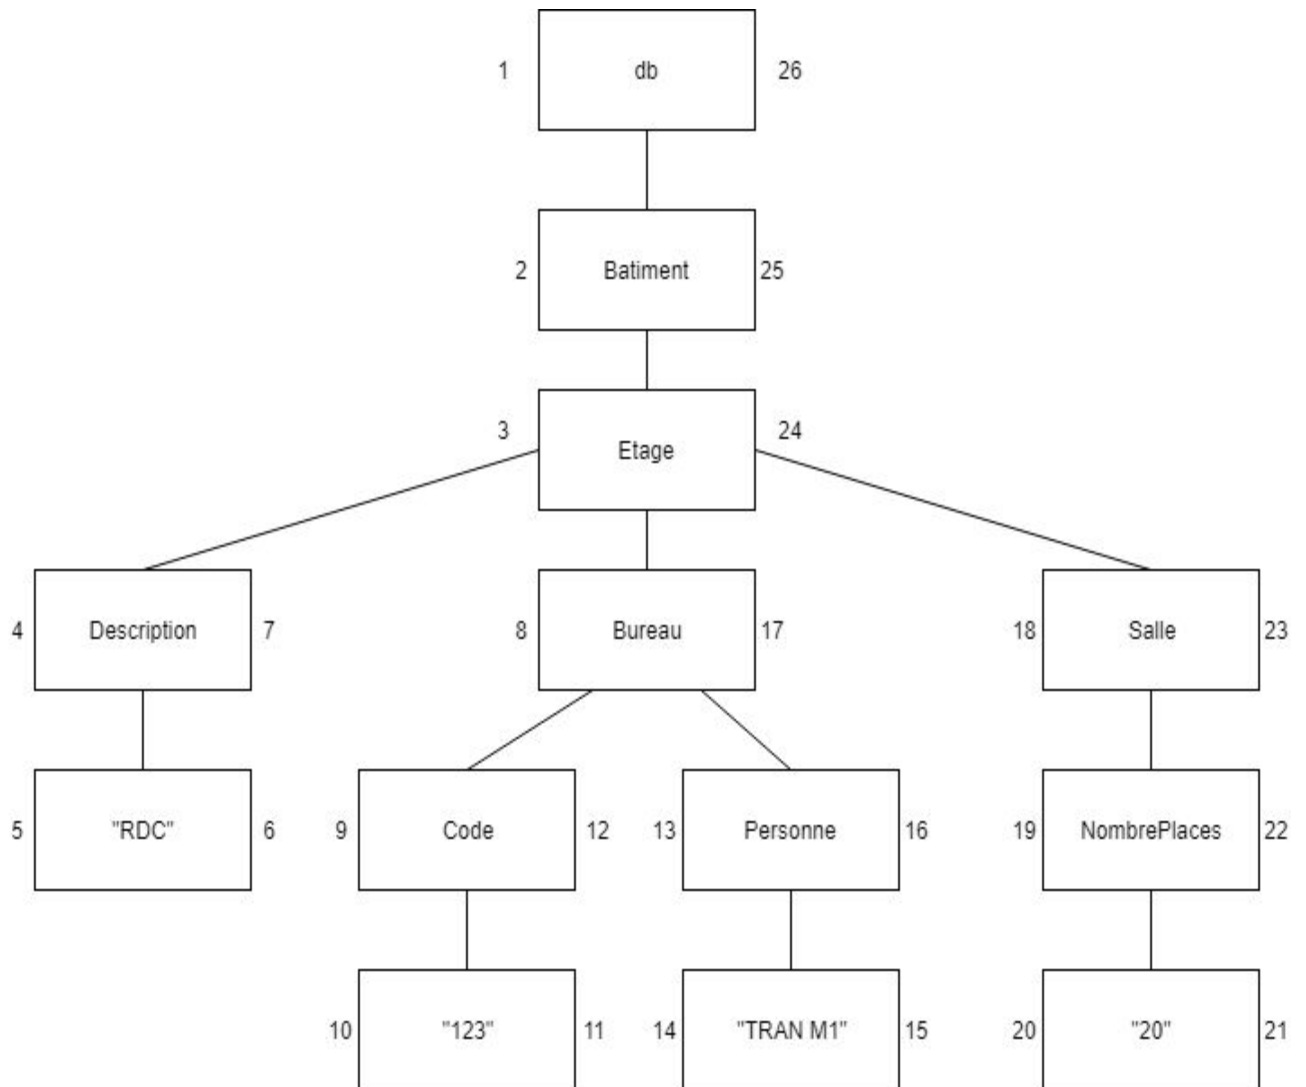 1 db 26
2 Batiment 25
3 Etage 24
4 Description 7 8 Bureau 17 18 Salle 23
5 "RDC" 6 9 Code 12 13 Personne 16 19 NombrePlaces 22
10 "123" 11 14 "TRAN M1" 15 20 "20" 21